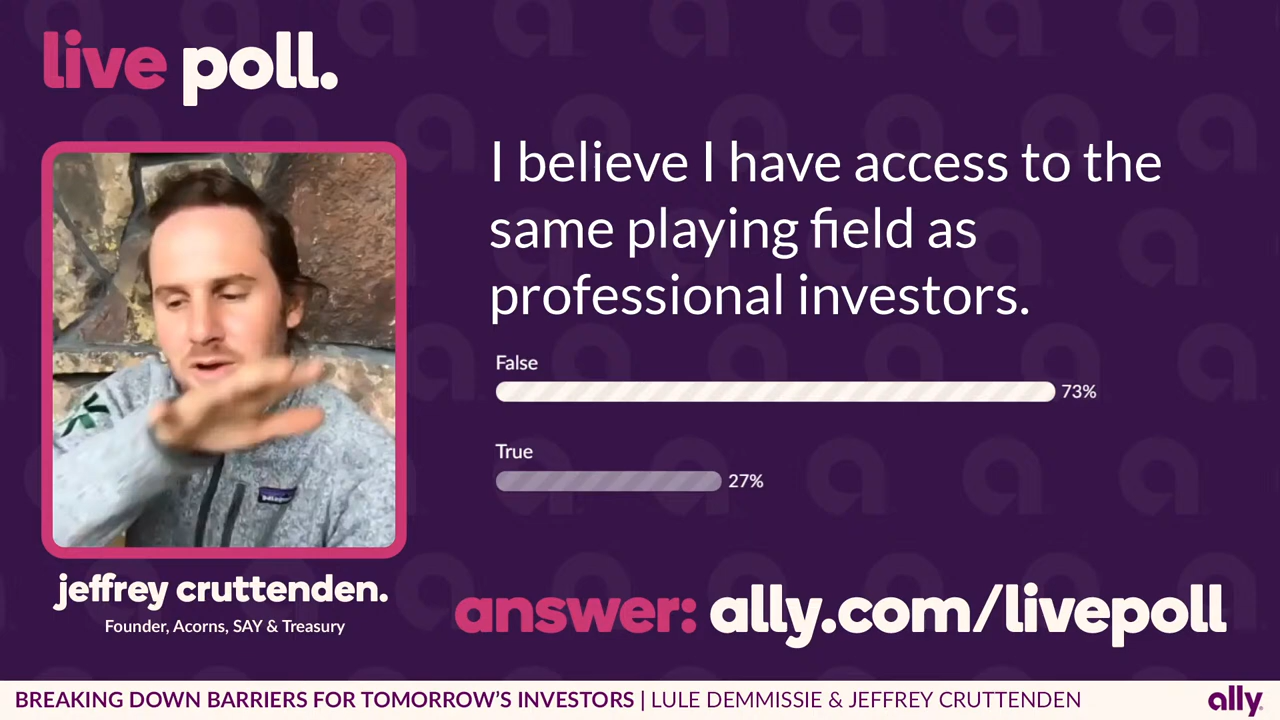 live poll.
I believe I have access to the
same playing field as
professional investors.
False
73%
True
27%
jeffrey cruttenden.
Founder, Acorns, SAY & Treasury
answer: ally.com/livepoll
BREAKING DOWN BARRIERS FOR TOMORROW’S INVESTORS | LULE DEMMISSIE & JEFFREY CRUTTENDEN
ally